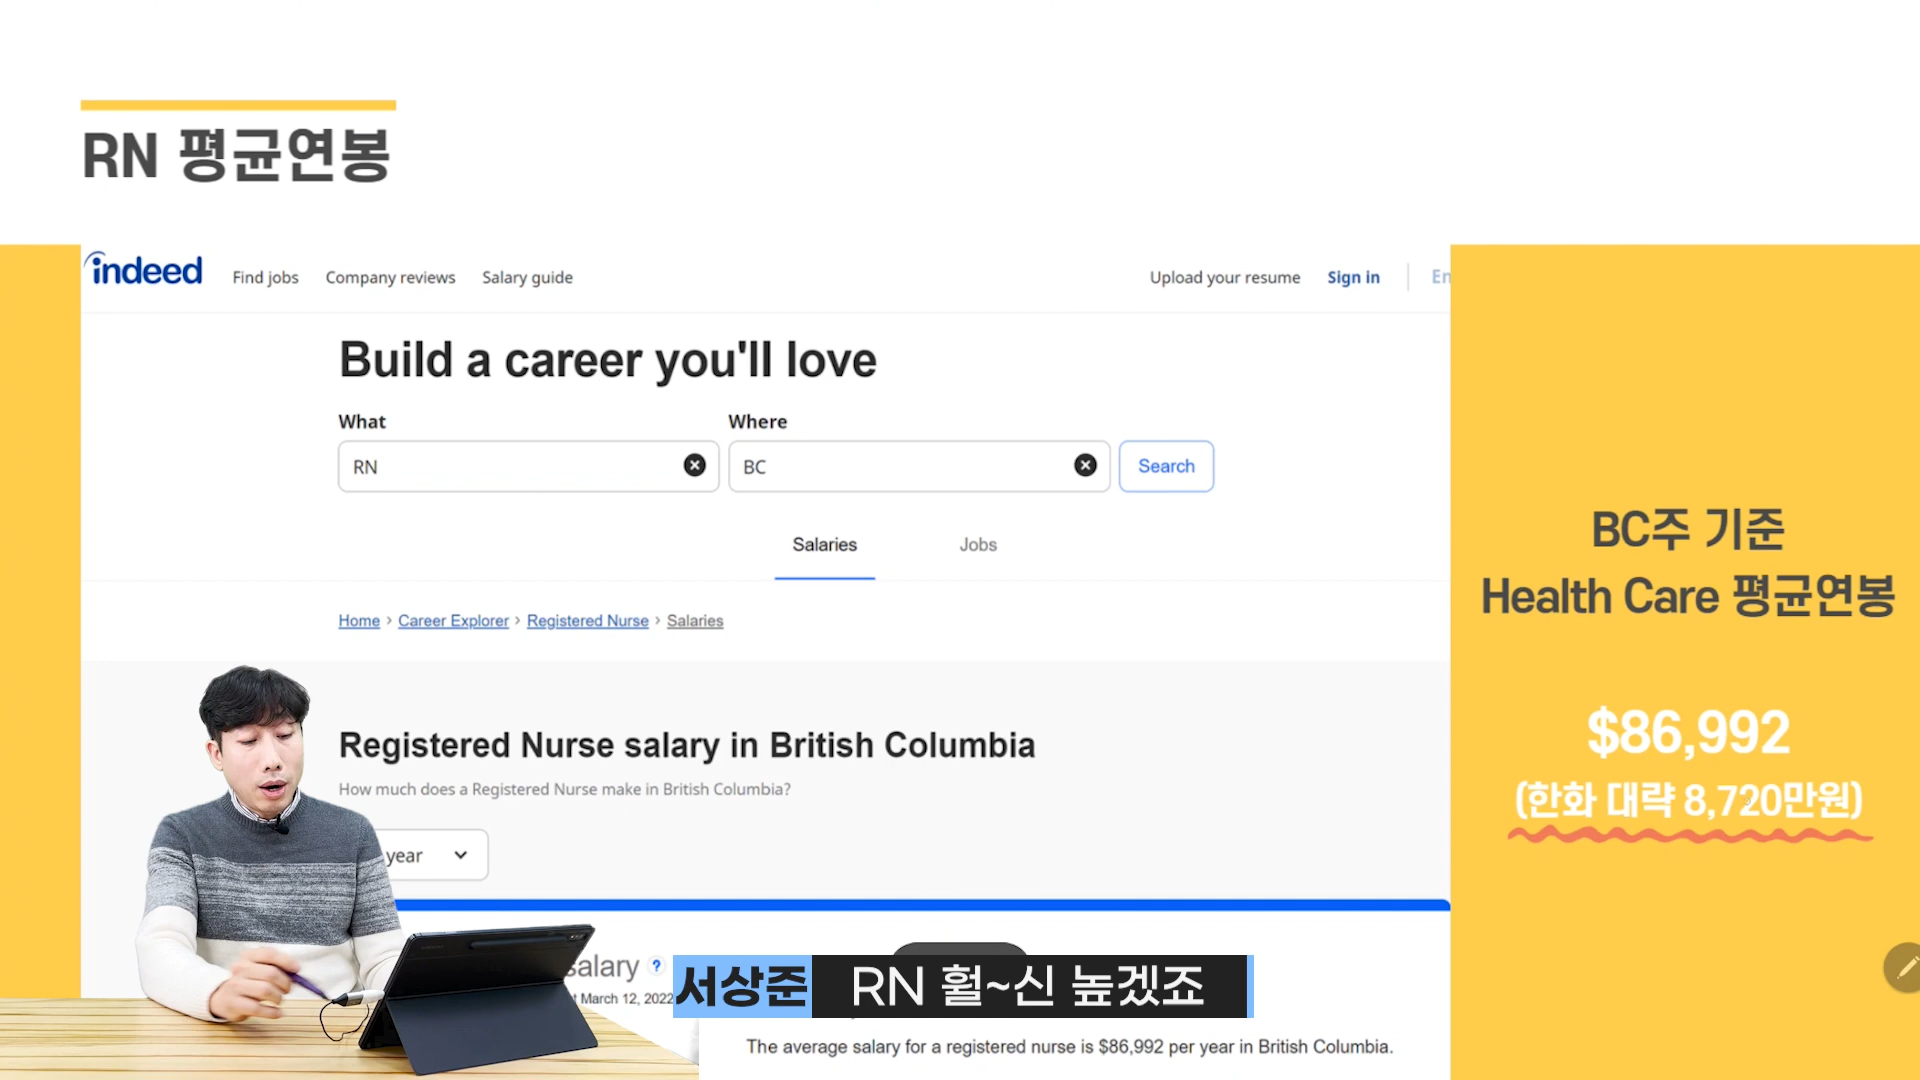 RN 평균연봉
indeed
Find jobs
Company reviews
Salary guide
Upload your resume
Sign in
En
Build a career you'll love
What
Where
RN
BC
Search
Salaries
Jobs
Home > Career Explorer > Registered Nurse > Salaries
Registered Nurse salary in British Columbia
How much does a Registered Nurse make in British Columbia?
year
salary ?
t March 12, 2022
The average salary for a registered nurse is $86,992 per year in British Columbia.
BC주 기준
Health Care 평균연봉
$86,992
(한화 대략 8,720만원)
서상준 RN 훨~신 높겠죠